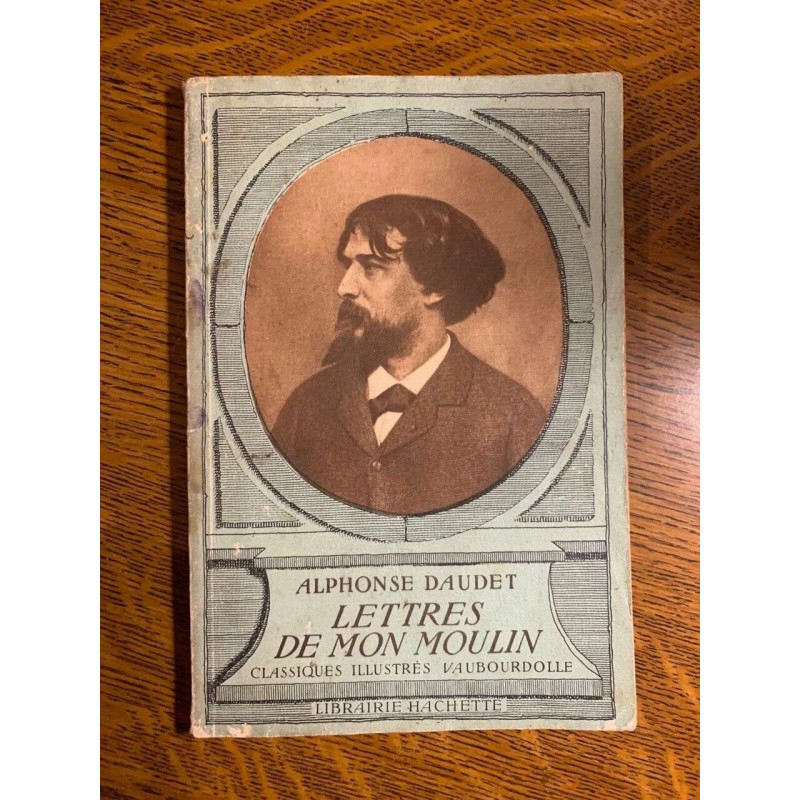 ALPHONSE DAUDET
LETTRES
DE MON MOULIN
CLASSIQUES ILLUSTRÉS VAUBOURDOLLE
LIBRAIRIE HACHETTE